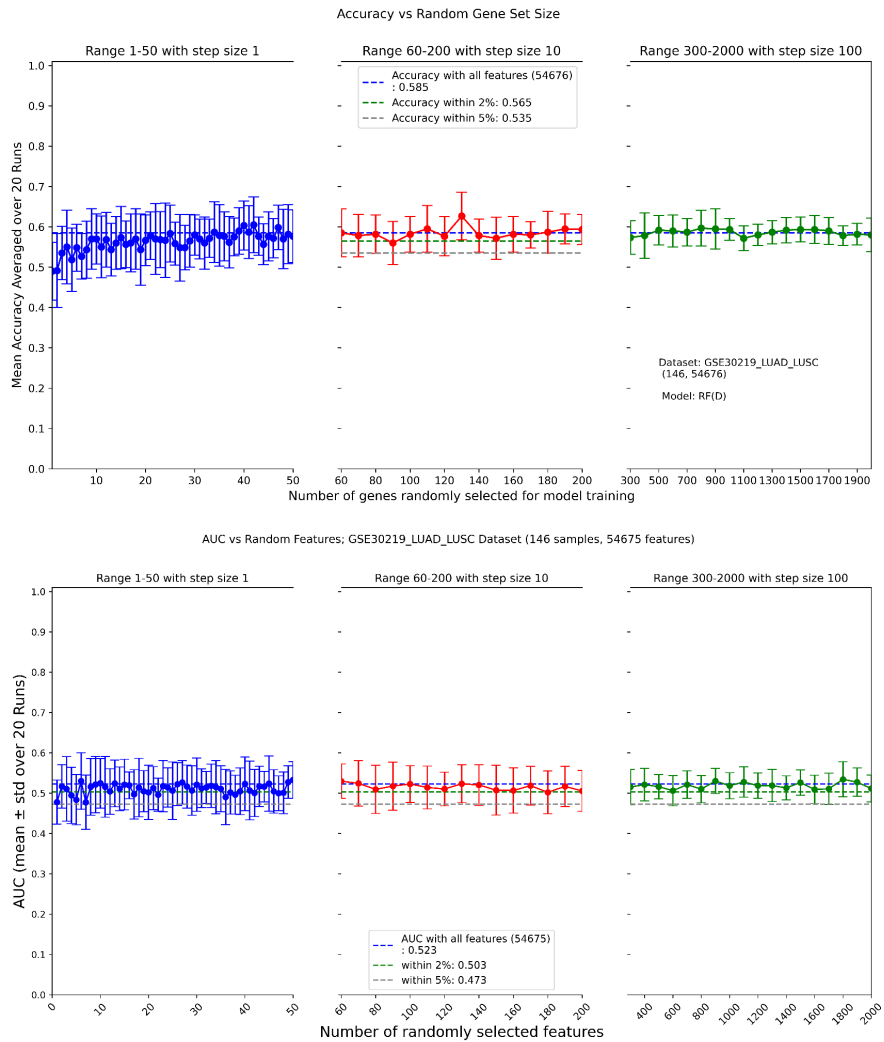 Accuracy vs Random Gene Set Size
Range 1-50 with step size 1
Range 60-200 with step size 10
Range 300-2000 with step size 100
Mean Accuracy Averaged over 20 Runs
1.0
0.9
0.8
0.7
0.6
0.5
0.4
0.3
0.2
0.1
0.0
Accuracy with all features (54676)
: 0.585
Accuracy within 2%: 0.565
Accuracy within 5%: 0.535
Dataset: GSE30219_LUAD_LUSC
(146, 54676)
Model: RF(D)
10 20 30 40 50
60 80 100 120 140 160 180 200
300 500 700 900 1100 1300 1500 1700 1900
Number of genes randomly selected for model training
AUC vs Random Features; GSE30219_LUAD_LUSC Dataset (146 samples, 54675 features)
Range 1-50 with step size 1
Range 60-200 with step size 10
Range 300-2000 with step size 100
AUC (mean ± std over 20 Runs)
1.0
0.9
0.8
0.7
0.6
0.5
0.4
0.3
0.2
0.1
0.0
AUC with all features (54675)
: 0.523
within 2%: 0.503
within 5%: 0.473
0 10 20 30 40 50
60 80 100 120 140 160 180 200
400 600 800 1000 1200 1400 1600 1800 2000
Number of randomly selected features